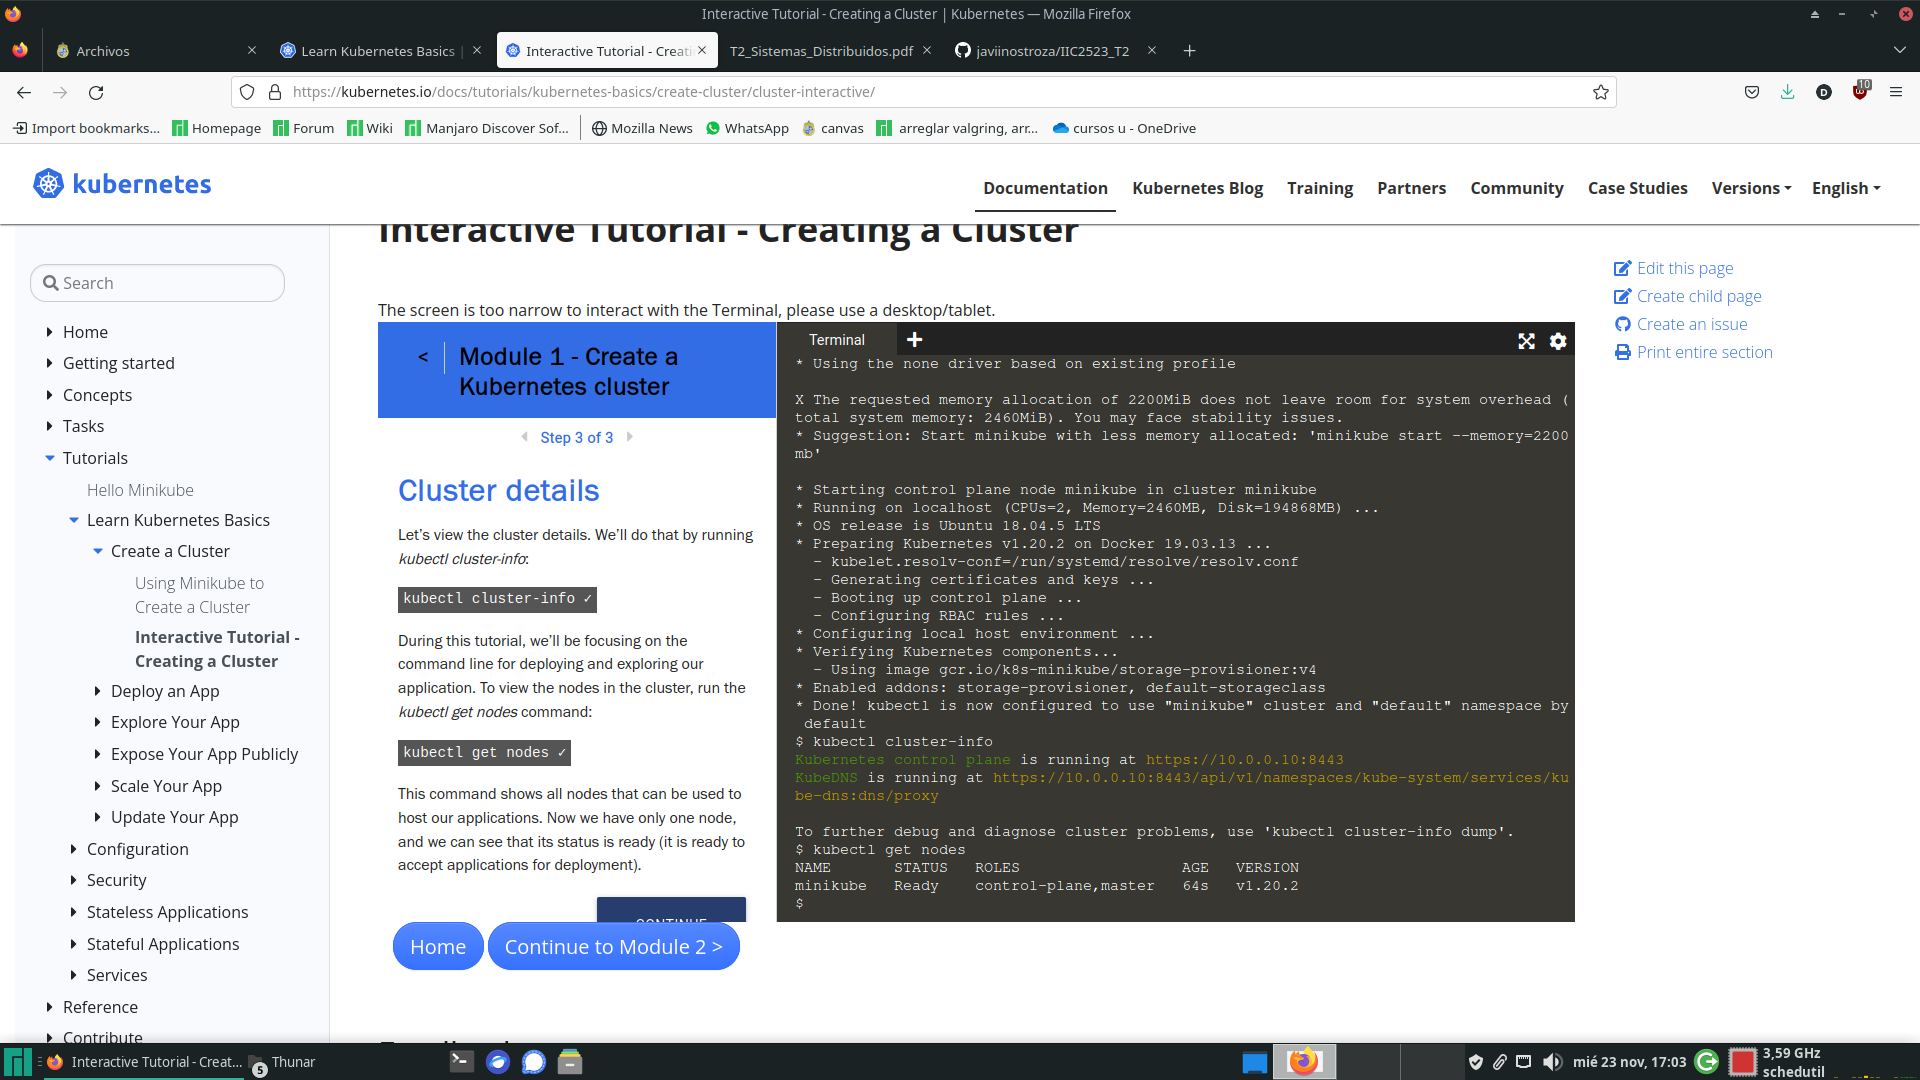 Interactive Tutorial - Creating a Cluster | Kubernetes — Mozilla Firefox
Archivos
Learn Kubernetes Basics |
Interactive Tutorial - Creati
T2_Sistemas_Distribuidos.pdf
javiinostroza/IIC2523_T2
https://kubernetes.io/docs/tutorials/kubernetes-basics/create-cluster/cluster-interactive/
10
Import bookmarks...
Homepage
Forum
Wiki
Manjaro Discover Sof...
Mozilla News
WhatsApp
canvas
arreglar valgring, arr...
cursos u - OneDrive
kubernetes
Documentation
Kubernetes Blog
Training
Partners
Community
Case Studies
Versions
English
Search
Home
Getting started
Concepts
Tasks
Tutorials
Hello Minikube
Learn Kubernetes Basics
Create a Cluster
Using Minikube to
Create a Cluster
Interactive Tutorial -
Creating a Cluster
Deploy an App
Explore Your App
Expose Your App Publicly
Scale Your App
Update Your App
Configuration
Security
Stateless Applications
Stateful Applications
Services
Reference
Contribute
Interactive Tutorial - Creating a Cluster
The screen is too narrow to interact with the Terminal, please use a desktop/tablet.
< Module 1 - Create a
Kubernetes cluster
Step 3 of 3
Cluster details
Let's view the cluster details. We'll do that by running
kubectl cluster-info:
kubectl cluster-info ✓
During this tutorial, we'll be focusing on the
command line for deploying and exploring our
application. To view the nodes in the cluster, run the
kubectl get nodes command:
kubectl get nodes ✓
This command shows all nodes that can be used to
host our applications. Now we have only one node,
and we can see that its status is ready (it is ready to
accept applications for deployment).
CONTINUE
Home
Continue to Module 2 >
Terminal
* Using the none driver based on existing profile
X The requested memory allocation of 2200MiB does not leave room for system overhead (
total system memory: 2460MiB). You may face stability issues.
* Suggestion: Start minikube with less memory allocated: 'minikube start --memory=2200
mb'
* Starting control plane node minikube in cluster minikube
* Running on localhost (CPUs=2, Memory=2460MB, Disk=194868MB) ...
* OS release is Ubuntu 18.04.5 LTS
* Preparing Kubernetes v1.20.2 on Docker 19.03.13 ...
- kubelet.resolv-conf=/run/systemd/resolve/resolv.conf
- Generating certificates and keys ...
- Booting up control plane ...
- Configuring RBAC rules ...
* Configuring local host environment ...
* Verifying Kubernetes components...
- Using image gcr.io/k8s-minikube/storage-provisioner:v4
* Enabled addons: storage-provisioner, default-storageclass
* Done! kubectl is now configured to use "minikube" cluster and "default" namespace by
default
$ kubectl cluster-info
Kubernetes control plane is running at https://10.0.0.10:8443
KubeDNS is running at https://10.0.0.10:8443/api/v1/namespaces/kube-system/services/ku
be-dns:dns/proxy
To further debug and diagnose cluster problems, use 'kubectl cluster-info dump'.
$ kubectl get nodes
NAME STATUS ROLES AGE VERSION
minikube Ready control-plane,master 64s v1.20.2
$
Edit this page
Create child page
Create an issue
Print entire section
Interactive Tutorial - Creat...
5
Thunar
mié 23 nov, 17:03
3,59 GHz
schedutil